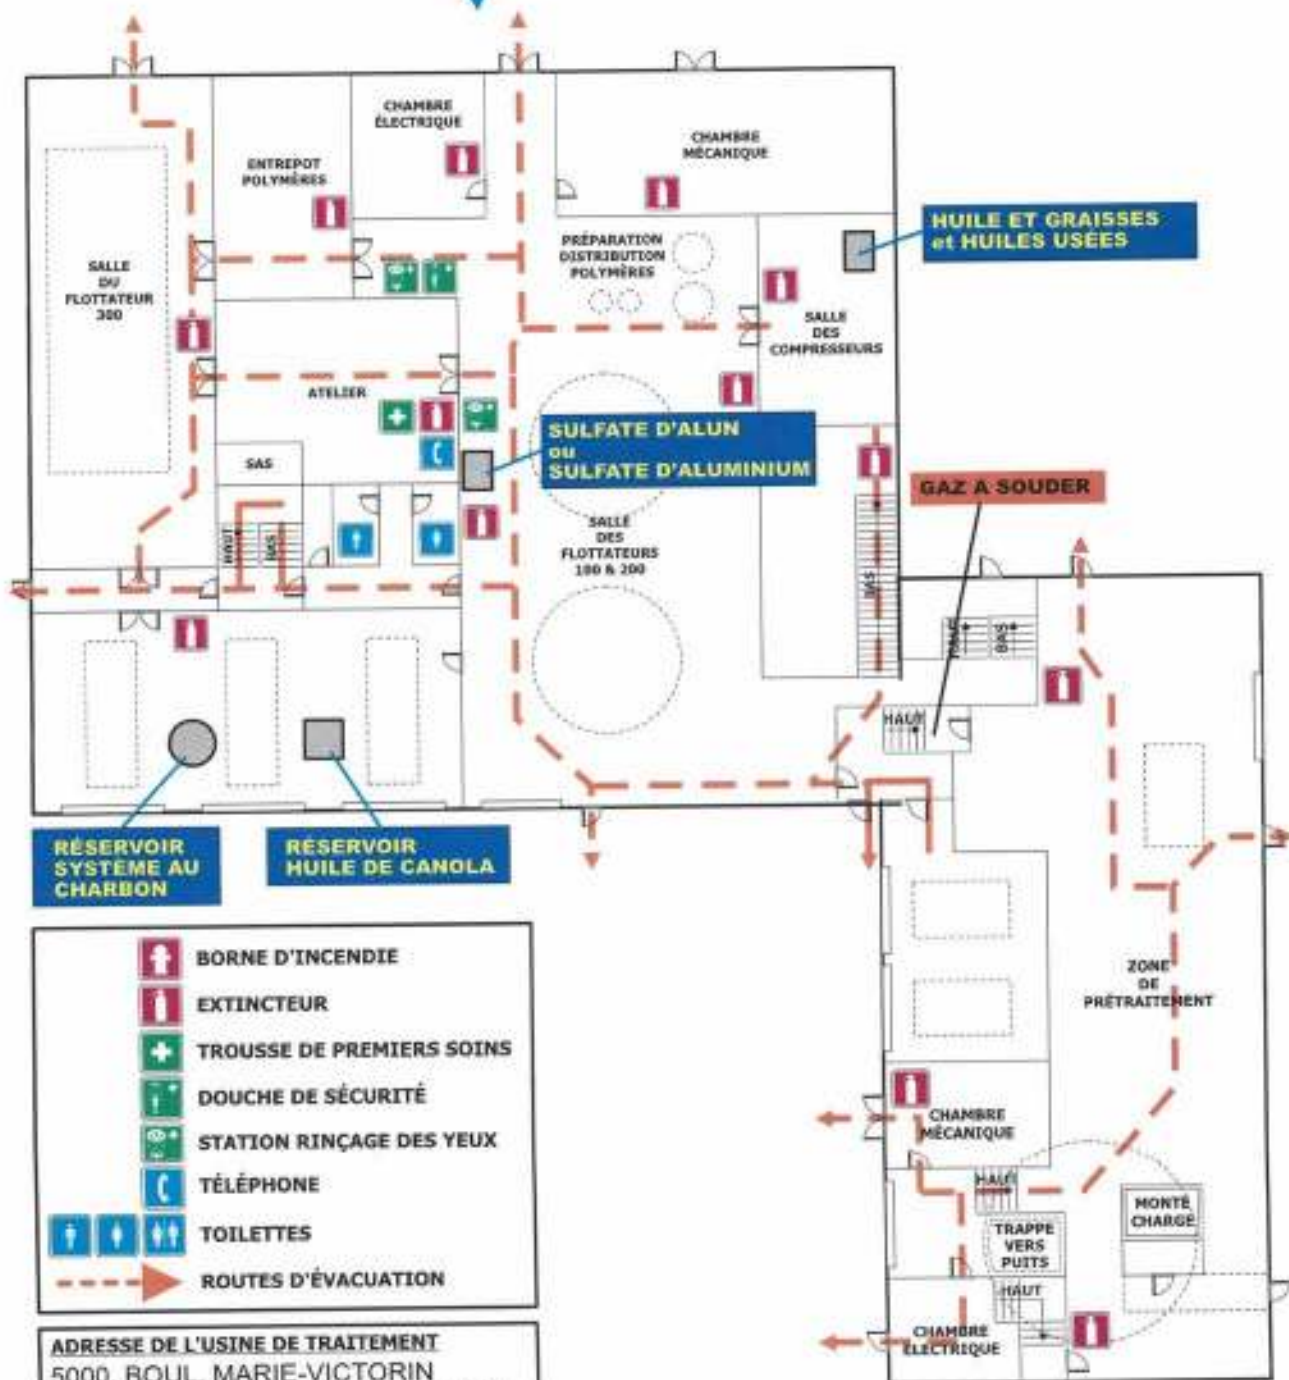 CHAMBRE
ÉLECTRIQUE
CHAMBRE
MÉCANIQUE
ENTREPOT
POLYMÈRES
HUILE ET GRAISSES
et HUILES USÉES
PRÉPARATION
DISTRIBUTION
POLYMÈRES
SALLE
DU
FLOTTATEUR
300
SALLE
DES
COMPRESSEURS
ATELIER
SULFATE D'ALUN
ou
SULFATE D'ALUMINIUM
SAS
GAZ A SOUDER
SALLE
DES
FLOTTATEURS
100 & 200
HAUT
BAS
BAS
HAUT
BAS
HAUT
RÉSERVOIR
SYSTÈME AU
CHARBON
RÉSERVOIR
HUILE DE CANOLA
BORNE D'INCENDIE
EXTINCTEUR
TROUSSE DE PREMIERS SOINS
DOUCHE DE SÉCURITÉ
STATION RINÇAGE DES YEUX
TÉLÉPHONE
TOILETTES
ROUTES D'ÉVACUATION
ZONE
DE
PRÉTRAITEMENT
CHAMBRE
MÉCANIQUE
HAUT
TRAPPE
VERS
PUITS
MONTÉ
CHARGE
HAUT
CHAMBRE
ÉLECTRIQUE
ADRESSE DE L'USINE DE TRAITEMENT
5000, BOUL. MARIE-VICTORIN